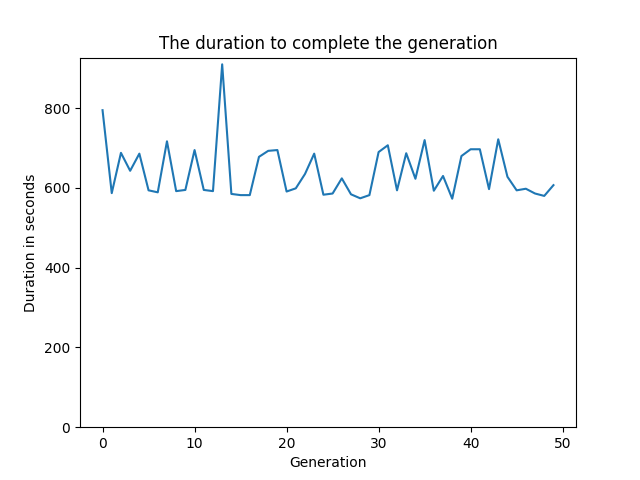 The duration to complete the generation
Duration in seconds
800
600
400
200
0
0 10 20 30 40 50
Generation